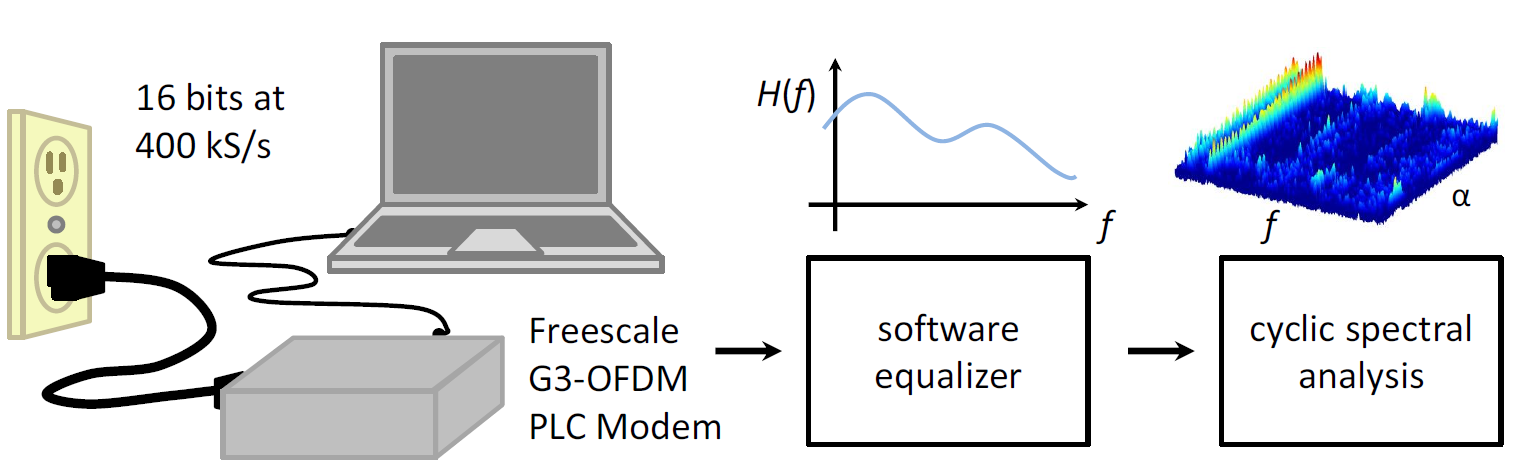 16 bits at
400 kS/s
Freescale
G3-OFDM
PLC Modem
H(f)
f
software
equalizer
f
α
cyclic spectral
analysis